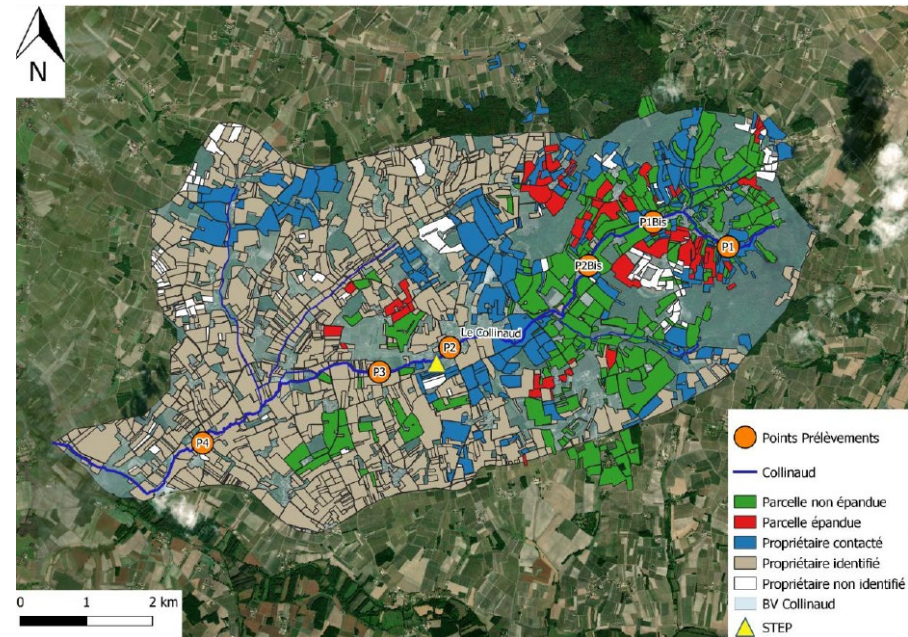 N
P1Bis
P1
P2Bis
Le Collinaud
P2
P3
P4
Points Prélèvements
Collinaud
Parcelle non épandue
Parcelle épandue
Propriétaire contacté
Propriétaire identifié
Propriétaire non identifié
BV Collinaud
STEP
0 1 2 km